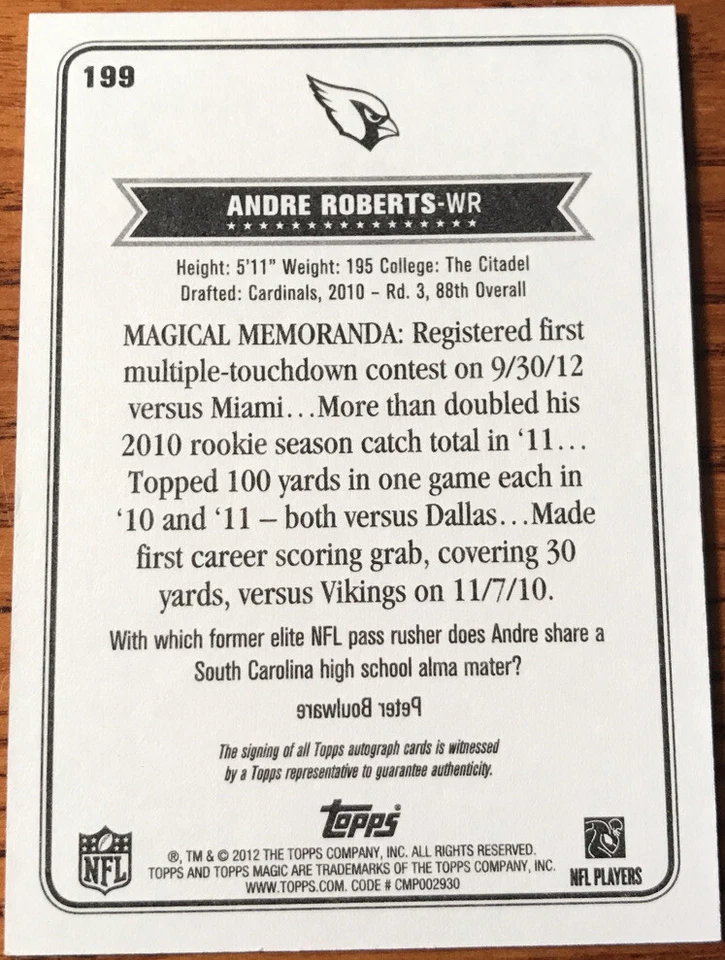 199
ANDRE ROBERTS-WR
Height: 5'11" Weight: 195 College: The Citadel
Drafted: Cardinals, 2010 – Rd. 3, 88th Overall
MAGICAL MEMORANDA: Registered first
multiple-touchdown contest on 9/30/12
versus Miami…More than doubled his
2010 rookie season catch total in '11…
Topped 100 yards in one game each in
'10 and '11 – both versus Dallas…Made
first career scoring grab, covering 30
yards, versus Vikings on 11/7/10.
With which former elite NFL pass rusher does Andre share a
South Carolina high school alma mater?
Peter Boulware
The signing of all Topps autograph cards is witnessed
by a Topps representative to guarantee authenticity.
Topps®
NFL
®, TM & © 2012 THE TOPPS COMPANY, INC. ALL RIGHTS RESERVED.
TOPPS AND TOPPS MAGIC ARE TRADEMARKS OF THE TOPPS COMPANY, INC.
WWW.TOPPS.COM. CODE # CMP002930
NFL PLAYERS